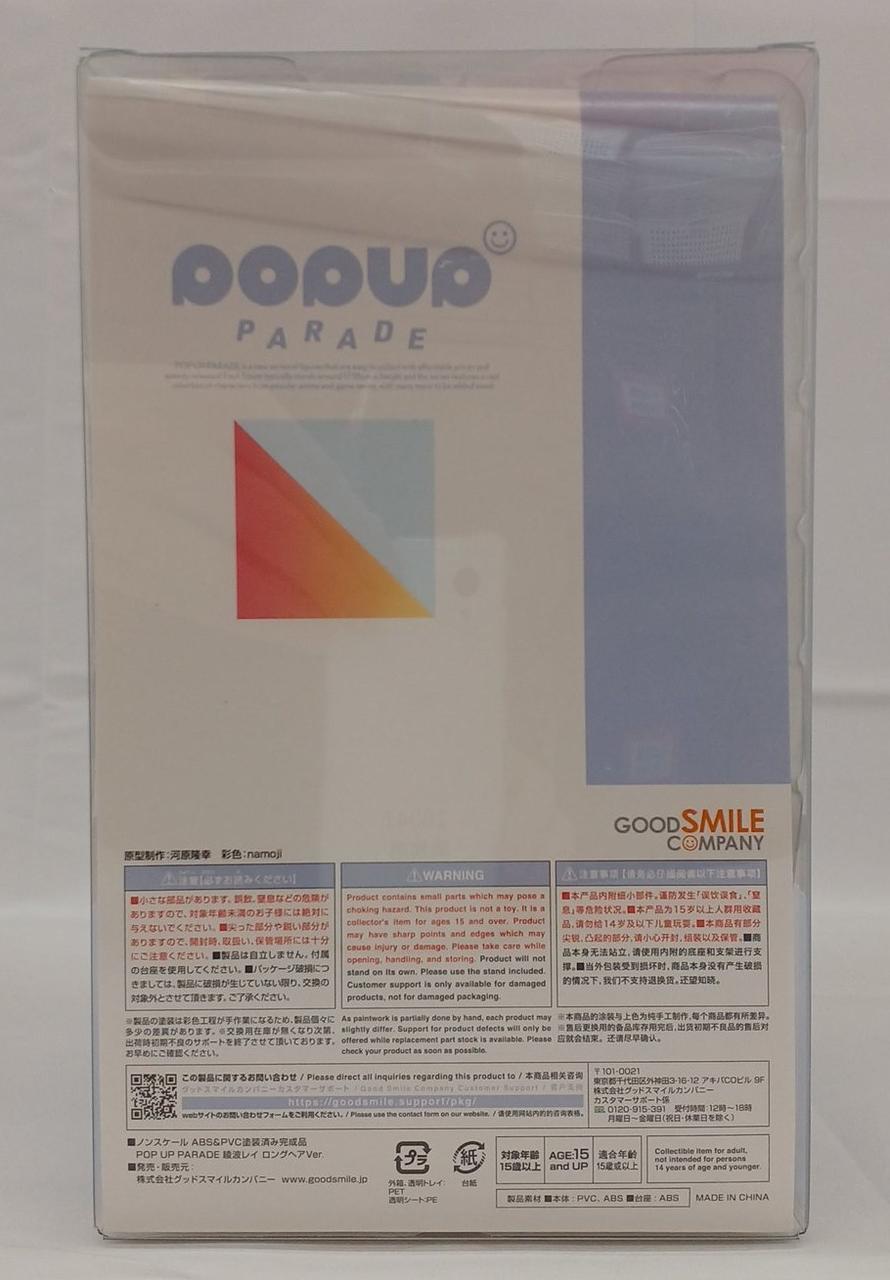 POPUP
PARADE
GOODSMILE
COMPANY
原型制作：河原隆幸　彩色：namoji
注意【必ずお読みください】
■小さな部品があります。誤飲、窒息などの危険が
ありますので、対象年齢未満のお子様には絶対に
与えないでください。■尖った部分や鋭い部分が
ありますので、開封時、取扱い、保管場所には十分
にご注意ください。■製品は自立しません。付属
の台座を使用してください。■パッケージ破損につ
きましては、製品に破損が生じていない限り、交換の
対象外とさせて頂きます。ご了承ください。
WARNING
Product contains small parts which may pose a
choking hazard. This product is not a toy. It is a
collector's item for ages 15 and over. Product
may have sharp points and edges which may
cause injury or damage. Please take care while
opening, handling, and storing. Product will not
stand on its own. Please use the stand included.
Customer support is only available for damaged
products, not for damaged packaging.
注意事项【请务必仔细阅读以下注意事项】
■本产品内附细小部件。谨防发生「误饮误食」、「窒
息」等危险状况。■本产品为15岁以上人群用收藏
品，请勿给14岁及以下儿童玩耍。■本商品有部分
尖锐、凸起的部分，请小心开封，组装以及保管。■商
品本身无法站立，请使用内附的底座和支架进行支
撑。■当外包装受到损坏时，商品本身没有产生破损
的情况下，我们不支持退换货。还望知晓。
※製品の塗装は彩色工程が手作業になるため、製品個々に
多少の差異があります。※交換用在庫が無くなり次第、
出荷時初期不良のサポートを終了させて頂いております。
お早めにご確認ください。
As paintwork is partially done by hand, each product may
slightly differ. Support for product defects will only be
offered while replacement part stock is available. Please
check your product as soon as possible.
※本商品的涂装与上色为纯手工制作，每个商品都有所差异。
※售后更换用的备品库存用完后，出货初期不良品的售后对
应就会结束。还请尽早确认。
この製品に関するお問い合わせ / Please direct all inquiries regarding this product to / 本商品相关咨询
グッドスマイルカンパニーカスタマーサポート / Good Smile Company Customer Support / 客户支持
https://goodsmile.support/pkg/
webサイトのお問い合わせフォームをご利用ください。/ Please use the contact form on our website. / 请使用网站内的的咨询表格。
〒101-0021
東京都千代田区外神田3-16-12 アキバCOビル 9F
株式会社グッドスマイルカンパニー
カスタマーサポート係
0120-915-391　受付時間：12時〜18時
月曜日〜金曜日(祝日・休業日を除く)
■ノンスケール ABS&PVC塗装済み完成品
POP UP PARADE 綾波レイ ロングヘアVer.
■発売・販売元：
株式会社グッドスマイルカンパニー www.goodsmile.jp
プラ
外箱、透明トレイ：
PET
透明シート：PE
紙
台紙
対象年齢
15歳以上
AGE:15
and UP
適合年齢
15歳或以上
Collectible item for adult,
not intended for persons
14 years of age and younger.
製品素材 ■本体：PVC、ABS ■台座：ABS
MADE IN CHINA